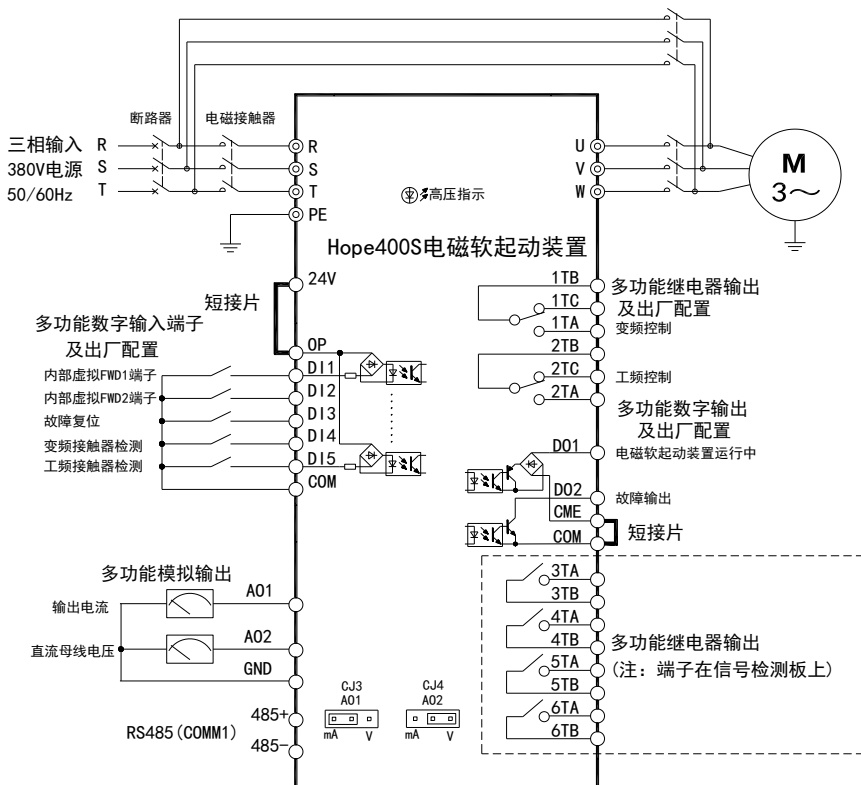 断路器
电磁接触器
三相输入 R
380V电源 S
50/60Hz T
R
S
T
PE
U
V
W
M
3～
高压指示
Hope400S电磁软起动装置
24V
短接片
多功能数字输入端子
及出厂配置
OP
内部虚拟FWD1端子
DI1
内部虚拟FWD2端子
DI2
故障复位
DI3
变频接触器检测
DI4
工频接触器检测
DI5
COM
1TB
多功能继电器输出
及出厂配置
1TC
1TA
变频控制
2TB
2TC
工频控制
2TA
多功能数字输出
及出厂配置
DO1
电磁软起动装置运行中
DO2
故障输出
CME
COM
短接片
多功能模拟输出
输出电流
AO1
直流母线电压
AO2
GND
485+
RS485(COMM1)
485-
CJ3
AO1
mA V
CJ4
AO2
mA V
3TA
3TB
4TA
4TB
多功能继电器输出
(注: 端子在信号检测板上)
5TA
5TB
6TA
6TB